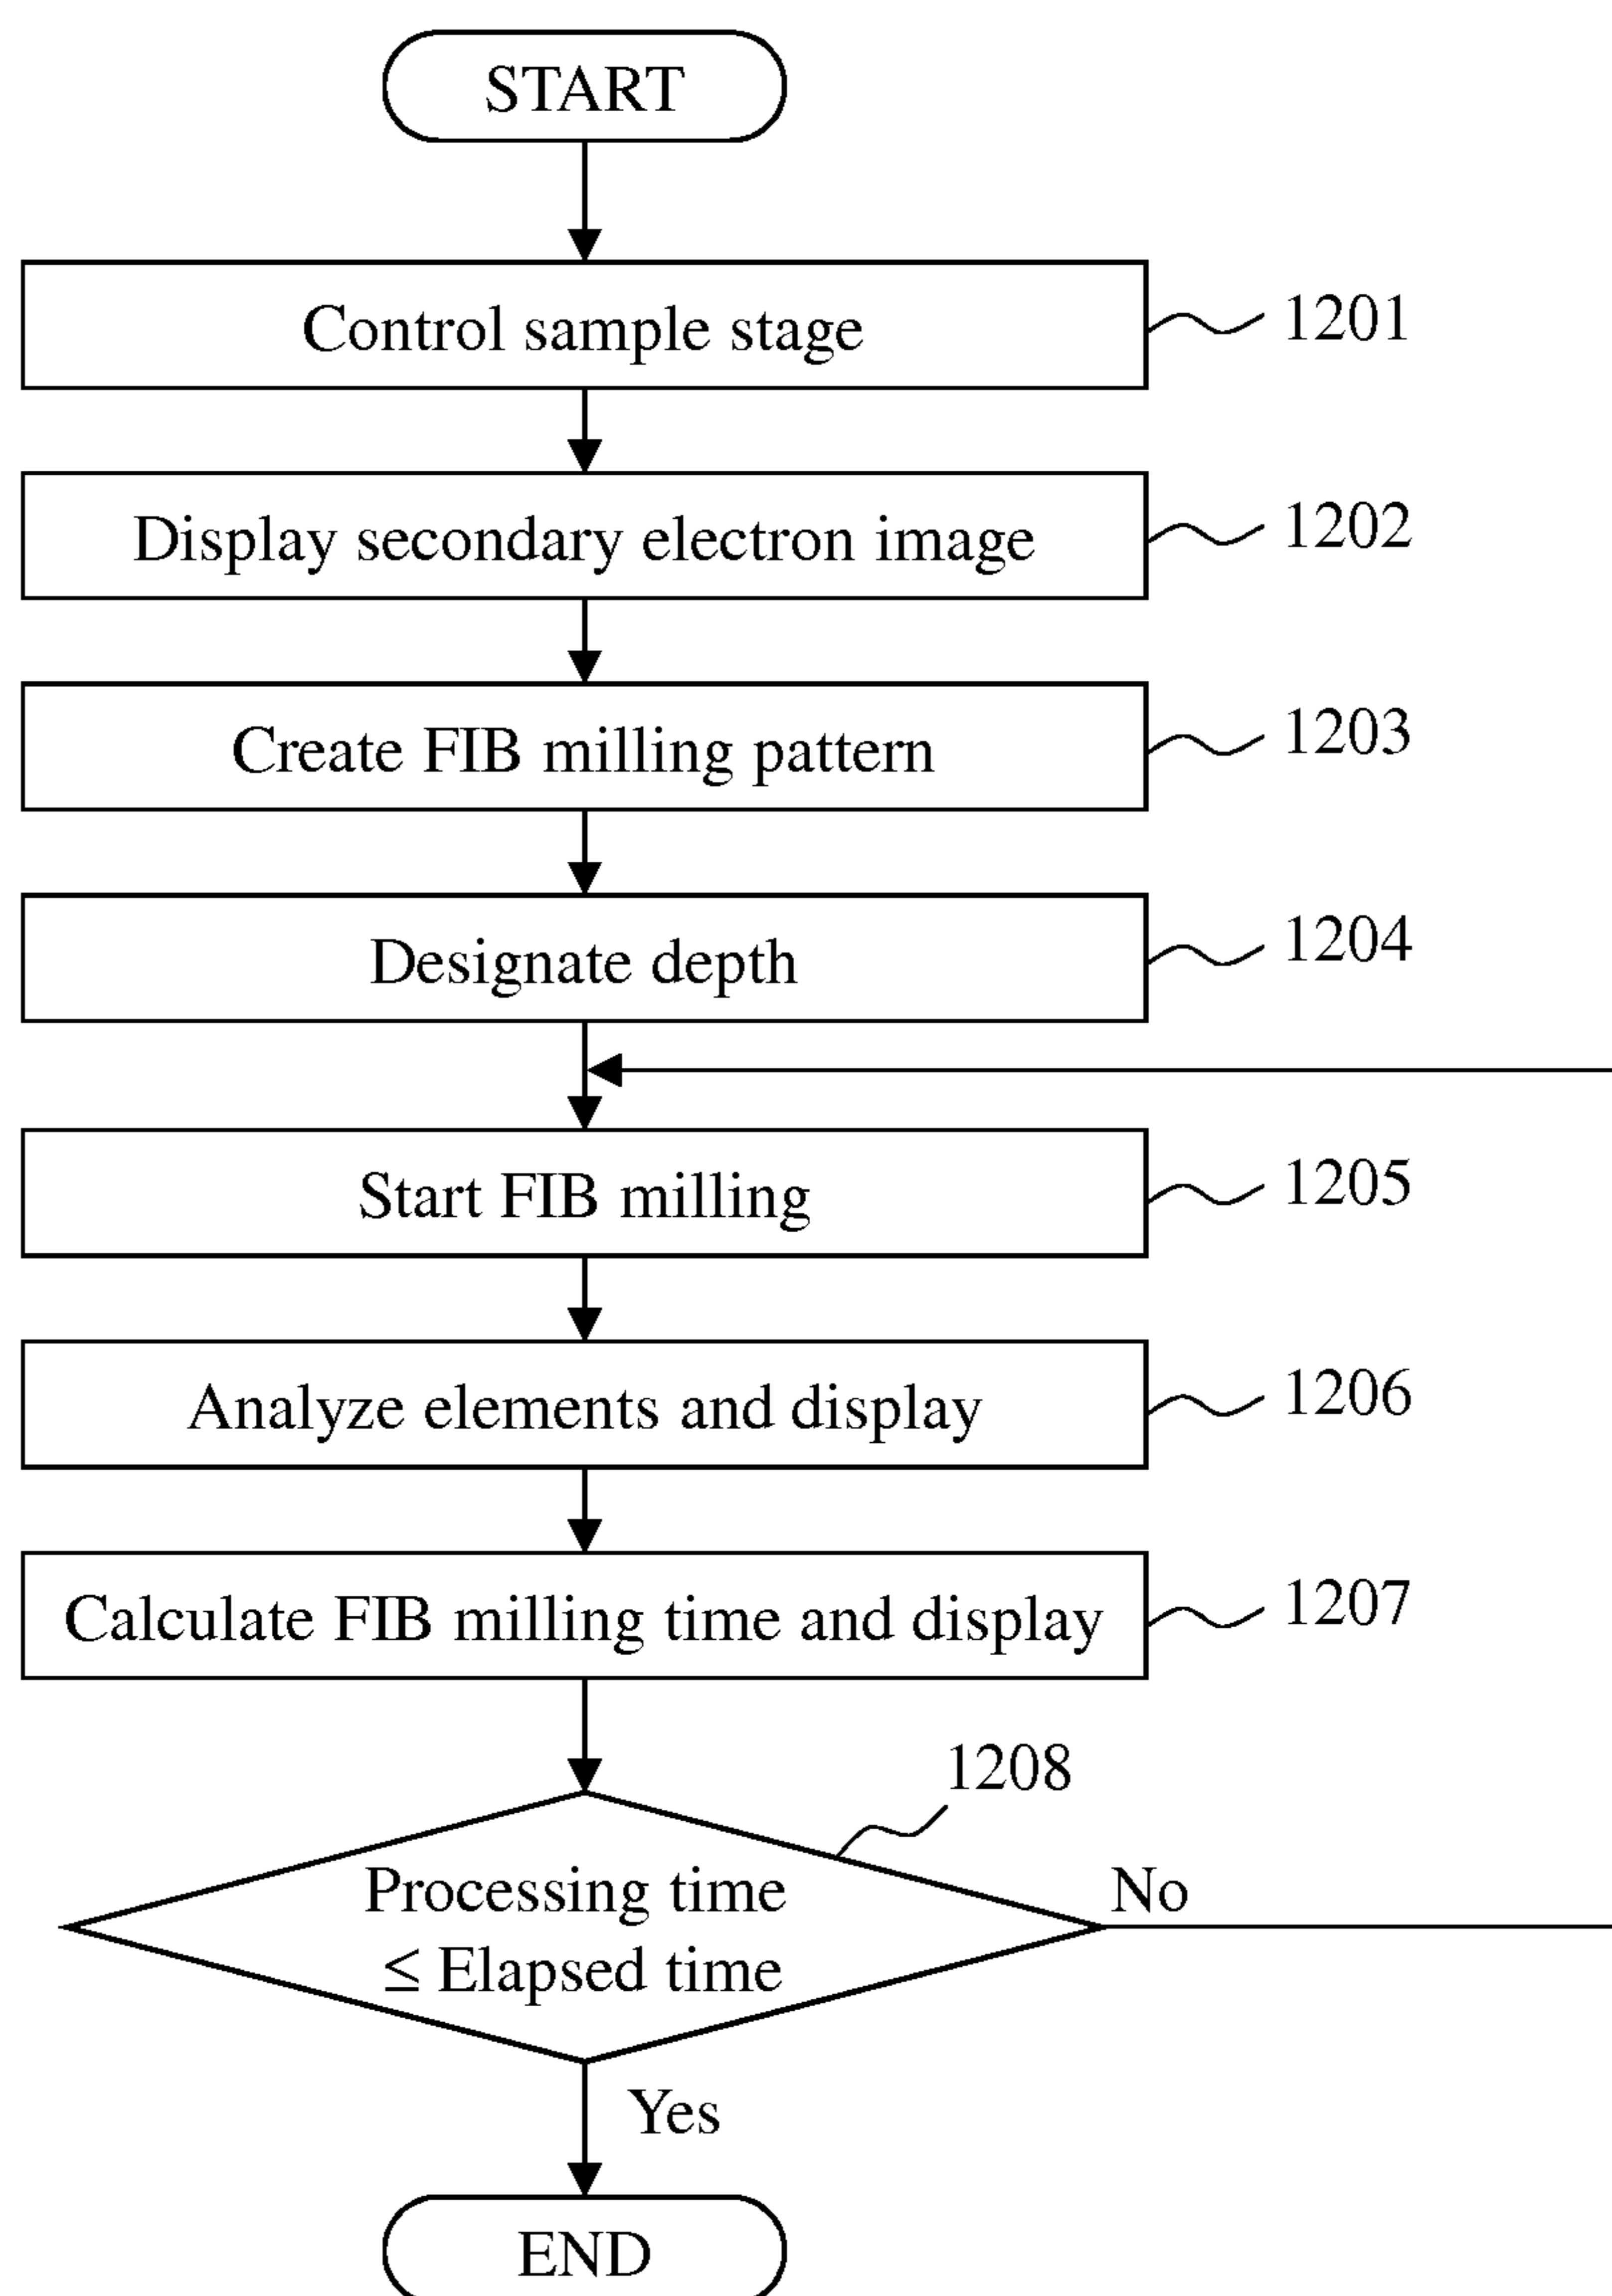 START
Control sample stage
1201
Display secondary electron image
1202
Create FIB milling pattern
1203
Designate depth
1204
Start FIB milling
1205
Analyze elements and display
1206
Calculate FIB milling time and display
1207
1208
Processing time
≤ Elapsed time
No
Yes
END